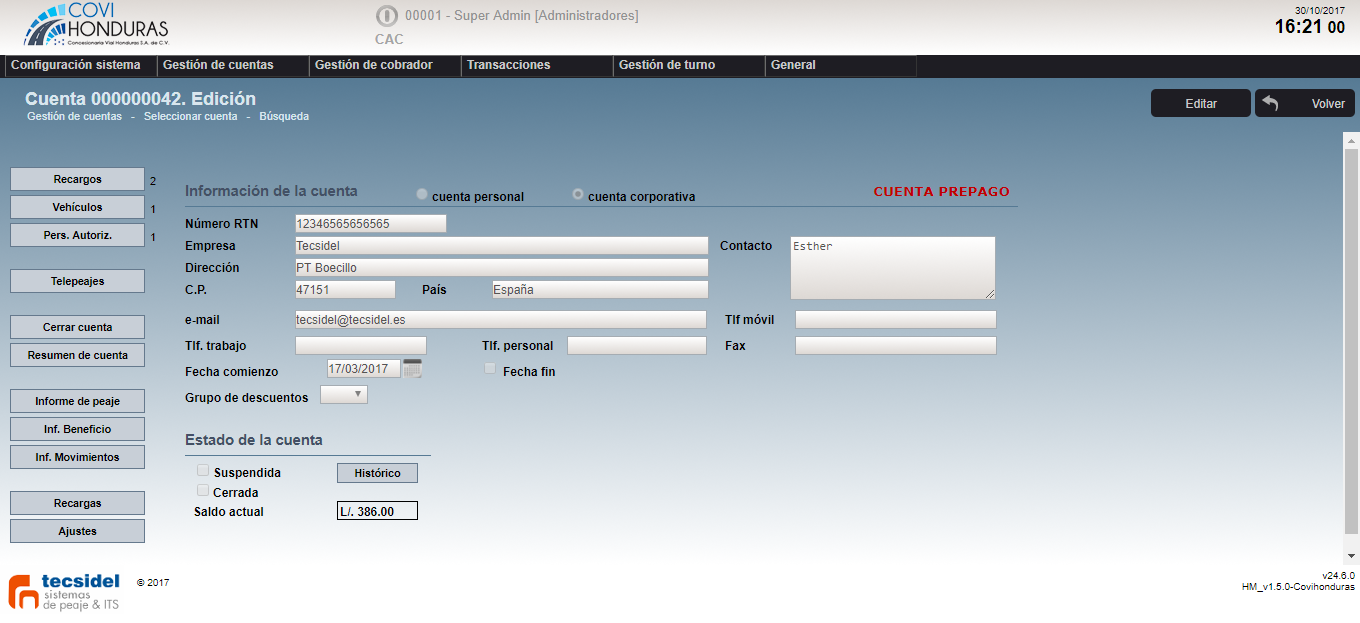 COVI
HONDURAS
Concesionaria Vial Honduras S.A. de C.V.
00001 - Super Admin [Administradores]
CAC
30/10/2017
16:21 00
Configuración sistema Gestión de cuentas Gestión de cobrador Transacciones Gestión de turno General
Cuenta 000000042. Edición
Gestión de cuentas - Seleccionar cuenta - Búsqueda
Editar Volver
Recargos 2
Vehículos 1
Pers. Autoriz. 1
Telepeajes
Cerrar cuenta
Resumen de cuenta
Informe de peaje
Inf. Beneficio
Inf. Movimientos
Recargas
Ajustes
Información de la cuenta cuenta personal cuenta corporativa CUENTA PREPAGO
Número RTN 12346565656565
Empresa Tecsidel Contacto Esther
Dirección PT Boecillo
C.P. 47151 País España
e-mail tecsidel@tecsidel.es Tlf móvil
Tlf. trabajo Tlf. personal Fax
Fecha comienzo 17/03/2017 Fecha fin
Grupo de descuentos
Estado de la cuenta
Suspendida Histórico
Cerrada
Saldo actual L/. 386.00
tecsidel © 2017
sistemas
de peaje & ITS
v24.6.0
HM_v1.5.0-Covihonduras